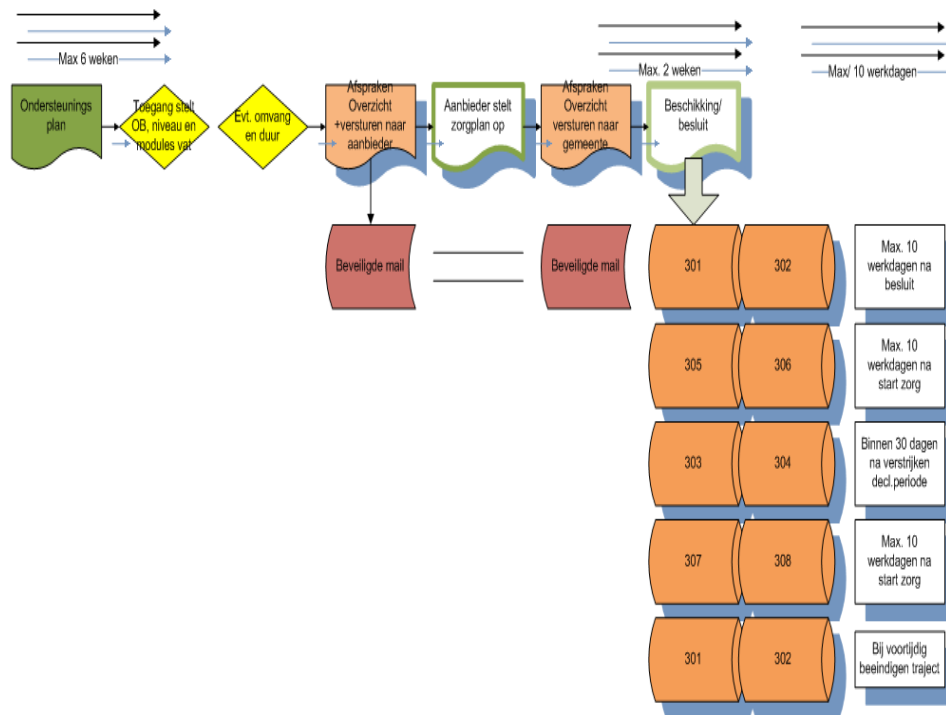 Max 6 weken
Max. 2 weken
Max/ 10 werkdagen
Ondersteunings
plan
Toegang stelt
OB, niveau en
modules vat
Evt. omvang
en duur
Afspraken
Overzicht
+versturen naar
aanbieder
Aanbieder stelt
zorgplan op
Afspraken
Overzicht
versturen naar
gemeente
Beschikking/
besluit
Beveiligde mail
Beveiligde mail
301
302
Max. 10
werkdagen na
besluit
305
306
Max. 10
werkdagen na
start zorg
303
304
Binnen 30 dagen
na verstrijken
decl.periode
307
308
Max. 10
werkdagen na
start zorg
301
302
Bij voortijdig
beeindigen traject